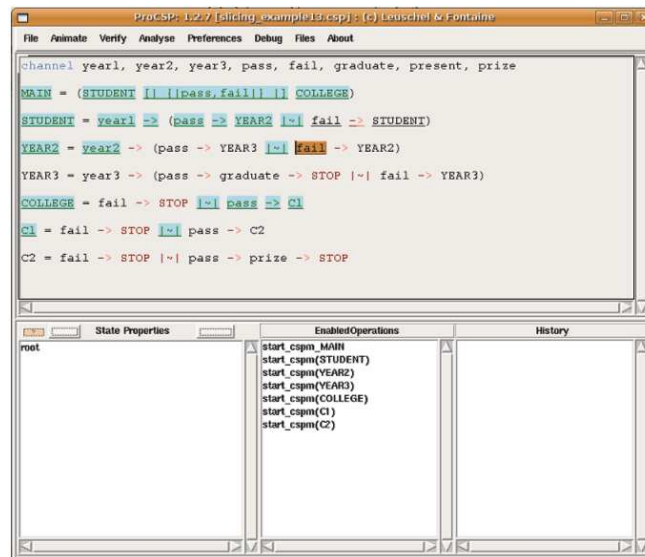 ProCSP: 1.2.7 [slicing_example13.csp] : (c) Leuschel & Fontaine
File Animate Verify Analyse Preferences Debug Files About
channel year1, year2, year3, pass, fail, graduate, present, prize
MAIN = (STUDENT [| {|pass,fail|} |] COLLEGE)
STUDENT = year1 -> (pass -> YEAR2 |~| fail -> STUDENT)
YEAR2 = year2 -> (pass -> YEAR3 |~| fail -> YEAR2)
YEAR3 = year3 -> (pass -> graduate -> STOP |~| fail -> YEAR3)
COLLEGE = fail -> STOP |~| pass -> C1
C1 = fail -> STOP |~| pass -> C2
C2 = fail -> STOP |~| pass -> prize -> STOP
State Properties EnabledOperations History
root
start_cspm_MAIN
start_cspm(STUDENT)
start_cspm(YEAR2)
start_cspm(YEAR3)
start_cspm(COLLEGE)
start_cspm(C1)
start_cspm(C2)